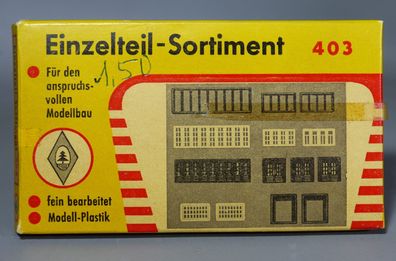 Einzelteil-Sortiment 403
Für den
anspruchs-
vollen
Modellbau
1,50
fein bearbeitet
Modell-Plastik